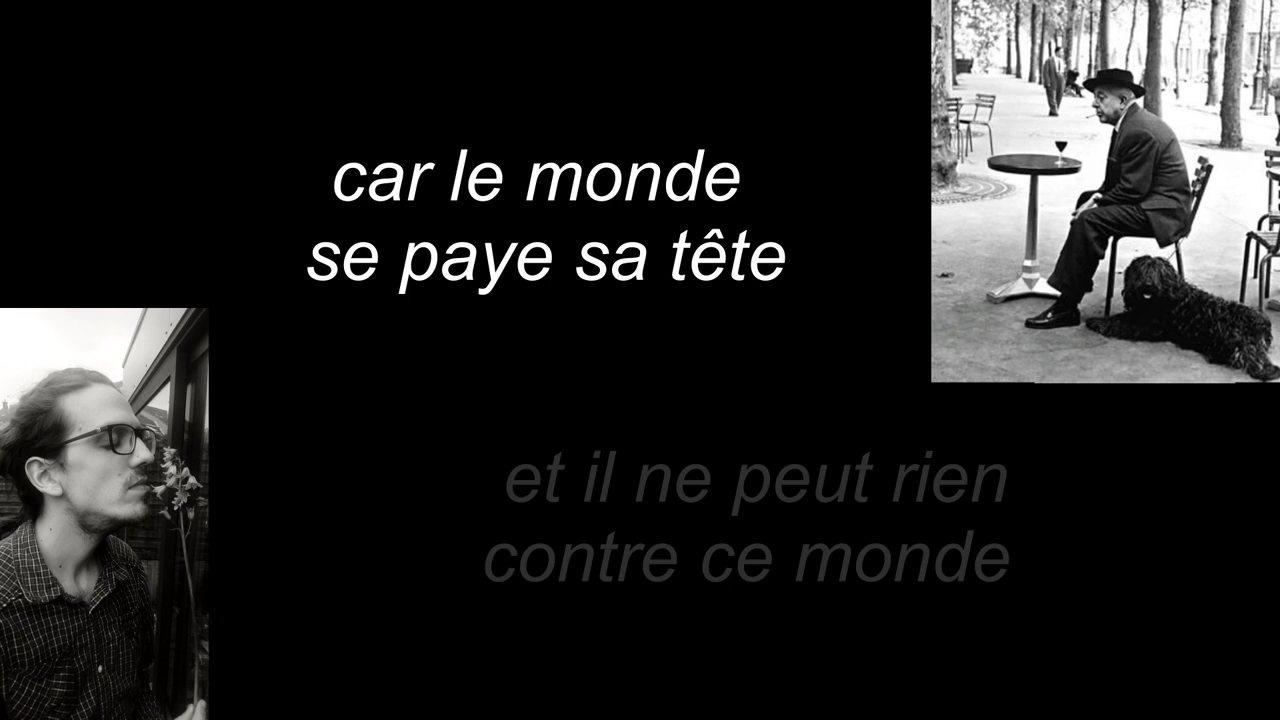 car le monde
se paye sa tête
et il ne peut rien
contre ce monde